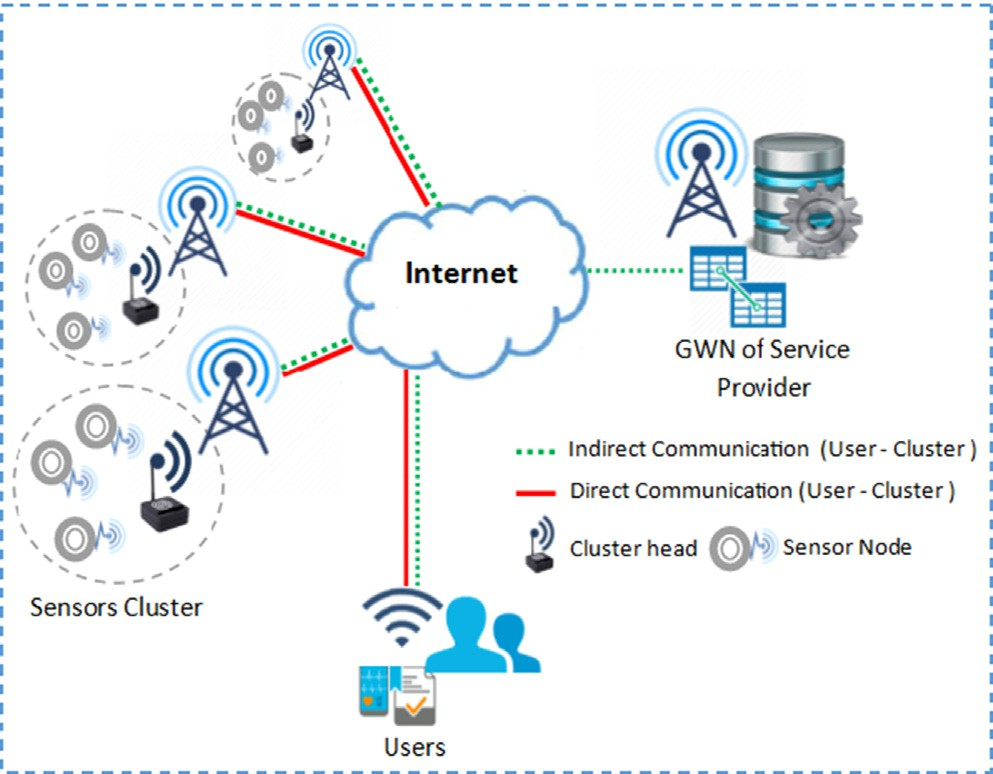 Internet
GWN of Service
Provider
Indirect Communication (User - Cluster )
Direct Communication (User - Cluster )
Cluster head
Sensor Node
Sensors Cluster
Users